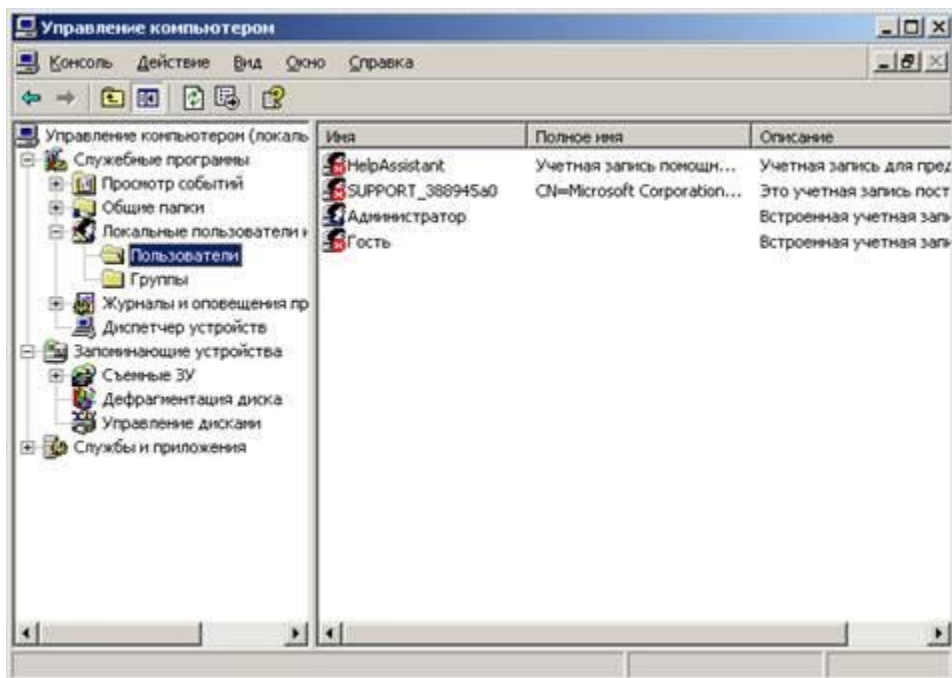 Управление компьютером
Консоль Действие Вид Окно Справка
Управление компьютером (локаль
Служебные программы
Просмотр событий
Общие папки
Локальные пользователи и
Пользователи
Группы
Журналы и оповещения пр
Диспетчер устройств
Запоминающие устройства
Съемные ЗУ
Дефрагментация диска
Управление дисками
Службы и приложения
Имя Полное имя Описание
HelpAssistant Учетная запись помощн... Учетная запись для пред
SUPPORT_388945a0 CN=Microsoft Corporation... Это учетная запись пост
Администратор Встроенная учетная запи
Гость Встроенная учетная запи